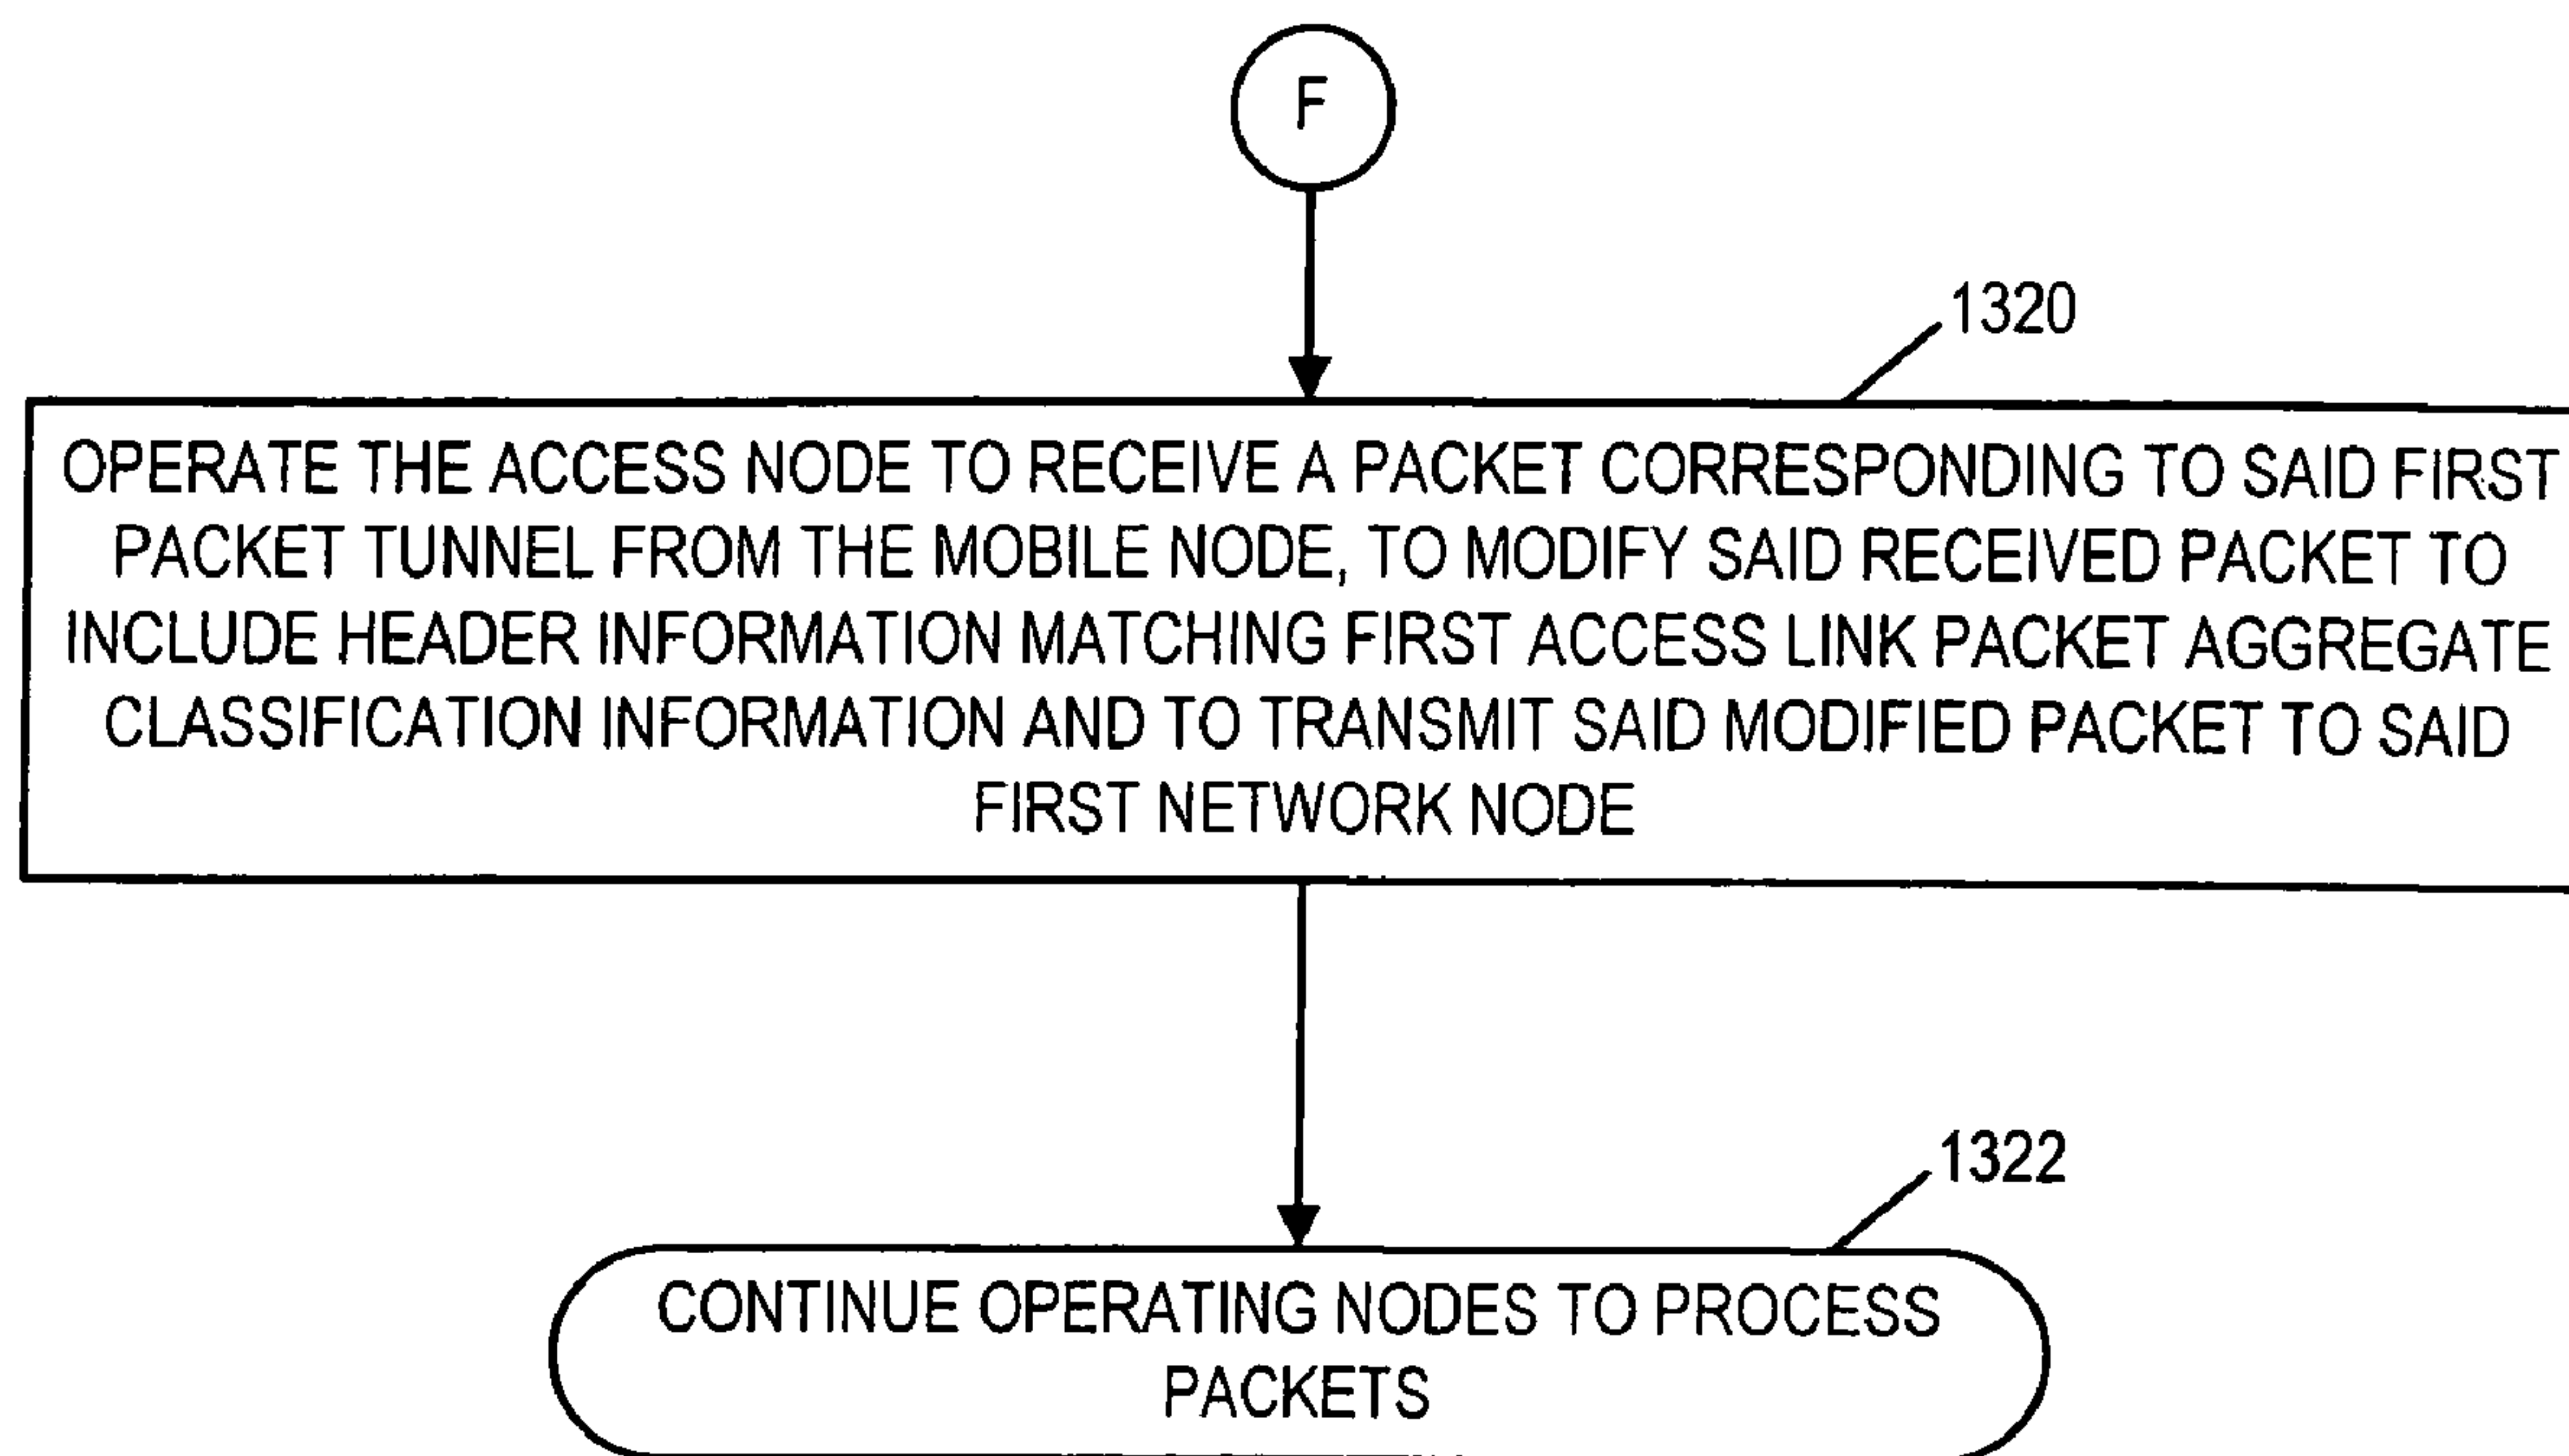 F
1320
OPERATE THE ACCESS NODE TO RECEIVE A PACKET CORRESPONDING TO SAID FIRST
PACKET TUNNEL FROM THE MOBILE NODE, TO MODIFY SAID RECEIVED PACKET TO
INCLUDE HEADER INFORMATION MATCHING FIRST ACCESS LINK PACKET AGGREGATE
CLASSIFICATION INFORMATION AND TO TRANSMIT SAID MODIFIED PACKET TO SAID
FIRST NETWORK NODE
1322
CONTINUE OPERATING NODES TO PROCESS
PACKETS